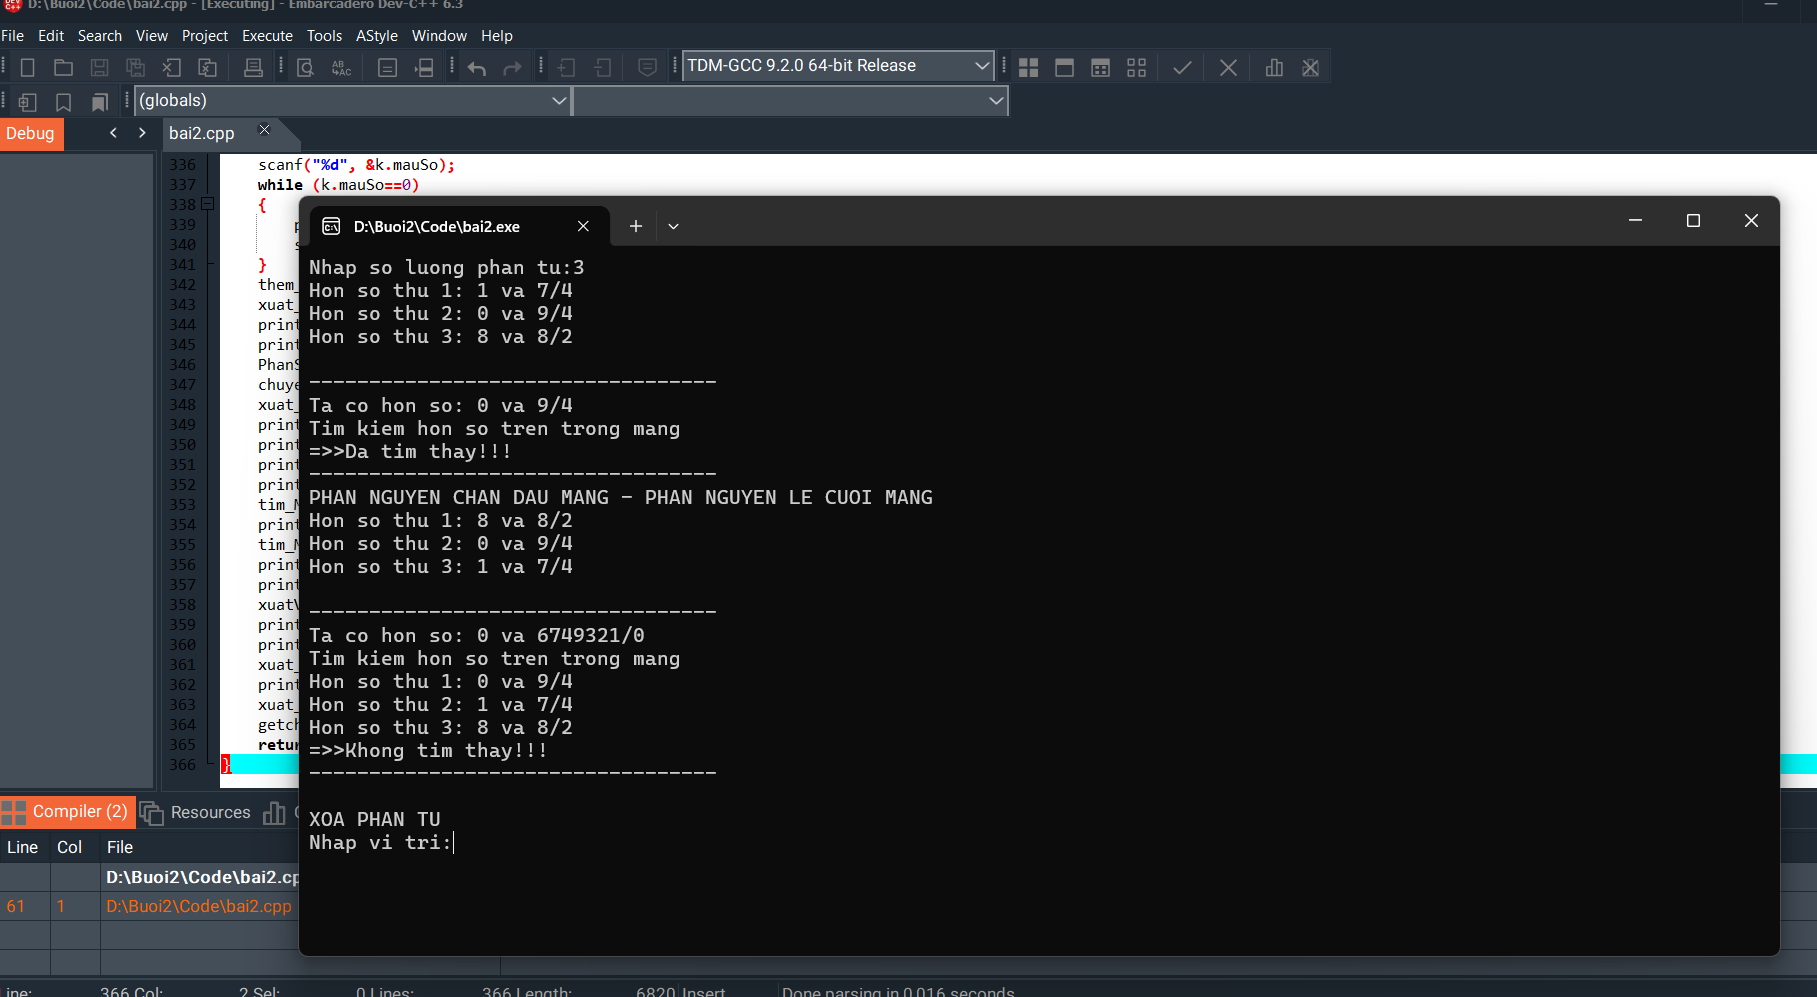 D:\Buoi2\Code\bai2.cpp - [Executing] - Embarcadero Dev-C++ 6.3
File Edit Search View Project Execute Tools AStyle Window Help
TDM-GCC 9.2.0 64-bit Release
(globals)
Debug
bai2.cpp
336 scanf("%d", &k.mauSo);
337 while (k.mauSo==0)
338 {
339
340
341 }
342 them_
343 xuat_
344 print
345 print
346 Phan
347 chuye
348 xuat_
349 print
350 print
351 print
352 print
353 tim_
354 print
355 tim_
356 print
357 print
358 xuat
359 print
360 print
361 xuat_
362 print
363 xuat_
364 getch
365 retur
366 }
D:\Buoi2\Code\bai2.exe
Nhap so luong phan tu:3
Hon so thu 1: 1 va 7/4
Hon so thu 2: 0 va 9/4
Hon so thu 3: 8 va 8/2
----------------------------------
Ta co hon so: 0 va 9/4
Tim kiem hon so tren trong mang
=>>Da tim thay!!!
----------------------------------
PHAN NGUYEN CHAN DAU MANG - PHAN NGUYEN LE CUOI MANG
Hon so thu 1: 8 va 8/2
Hon so thu 2: 0 va 9/4
Hon so thu 3: 1 va 7/4
----------------------------------
Ta co hon so: 0 va 6749321/0
Tim kiem hon so tren trong mang
Hon so thu 1: 0 va 9/4
Hon so thu 2: 1 va 7/4
Hon so thu 3: 8 va 8/2
=>>Khong tim thay!!!
----------------------------------
XOA PHAN TU
Nhap vi tri:
Compiler (2) Resources
Line Col File
D:\Buoi2\Code\bai2.cp
61 1 D:\Buoi2\Code\bai2.cpp
Line: 366 Col: 2 Sel: 0 Lines: 366 Length: 6820 Insert Done parsing in 0.016 seconds